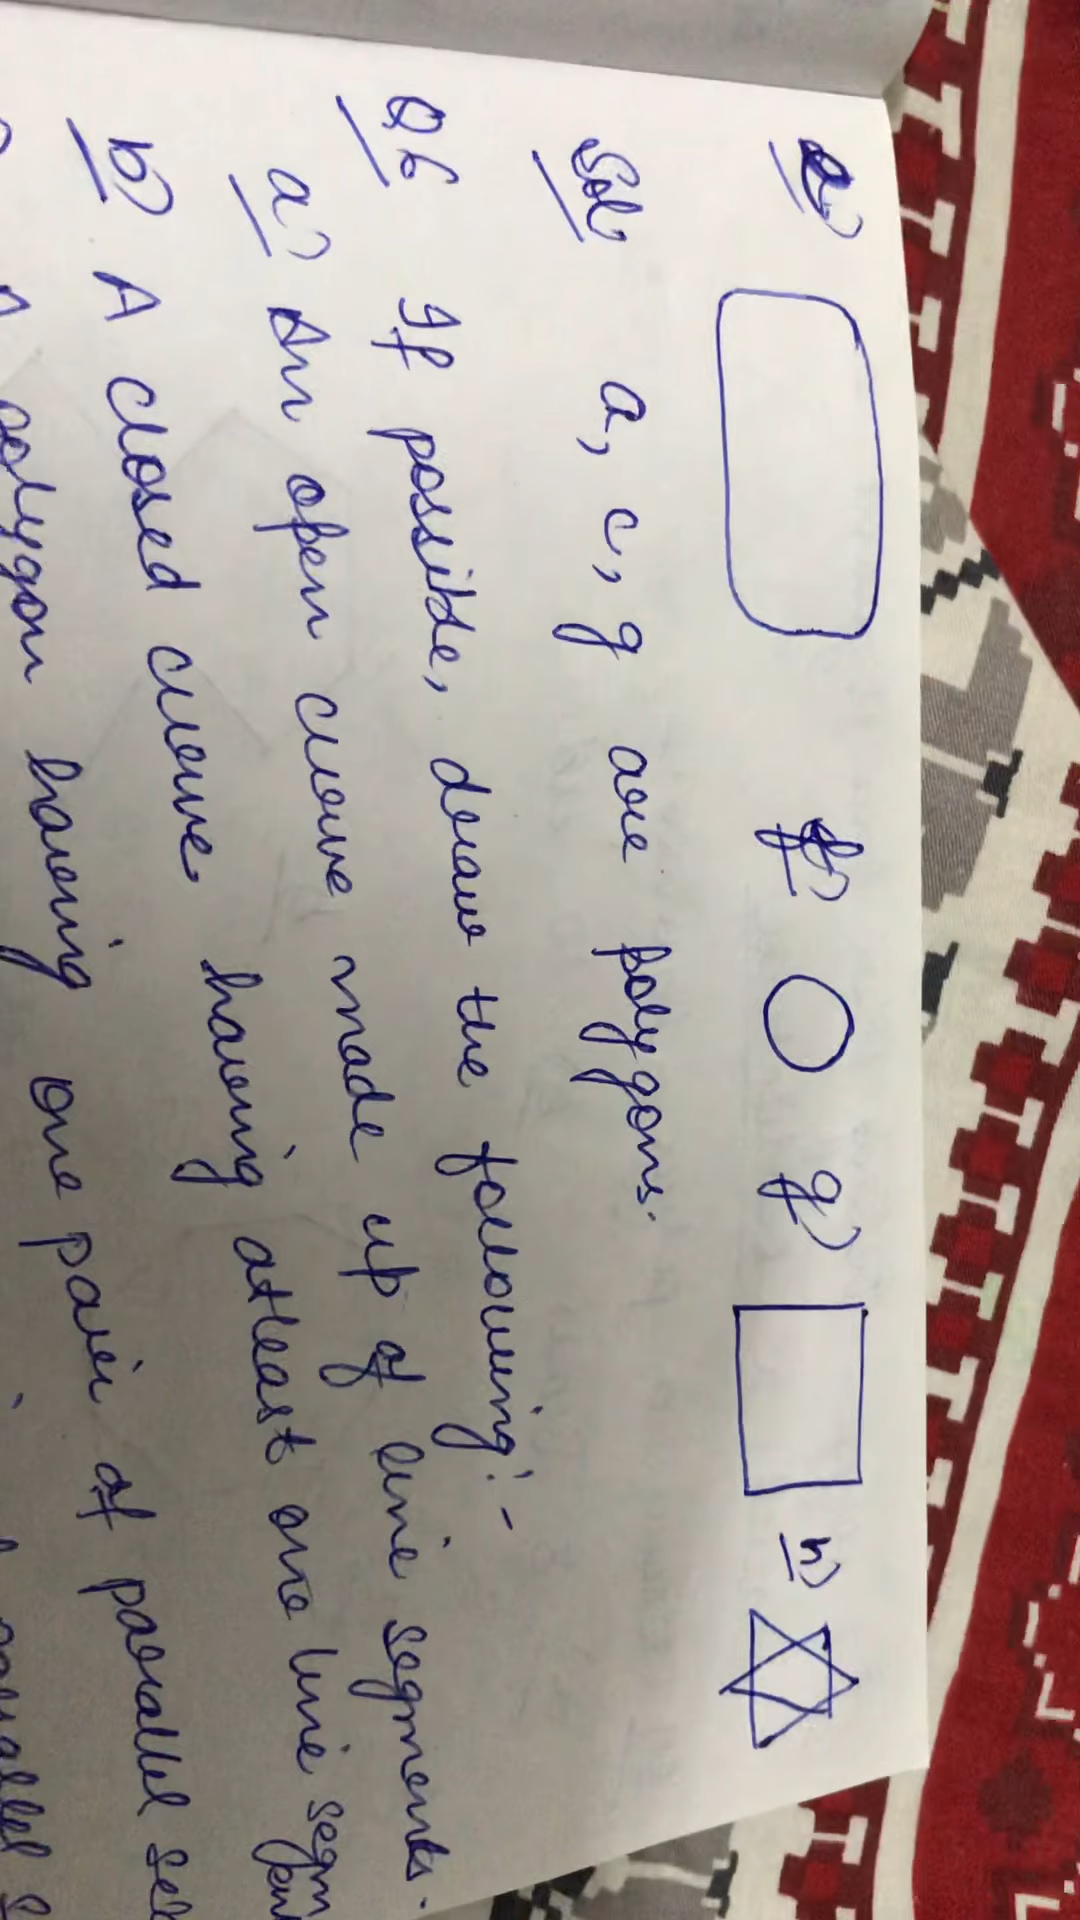 e) f) g) h)
Sol) a, c, g are polygons.
Q6 If possible, draw the following:-
a) An open curve made up of line segments.
b) A closed curve having atleast one line segm
polygon having one pair of parallel